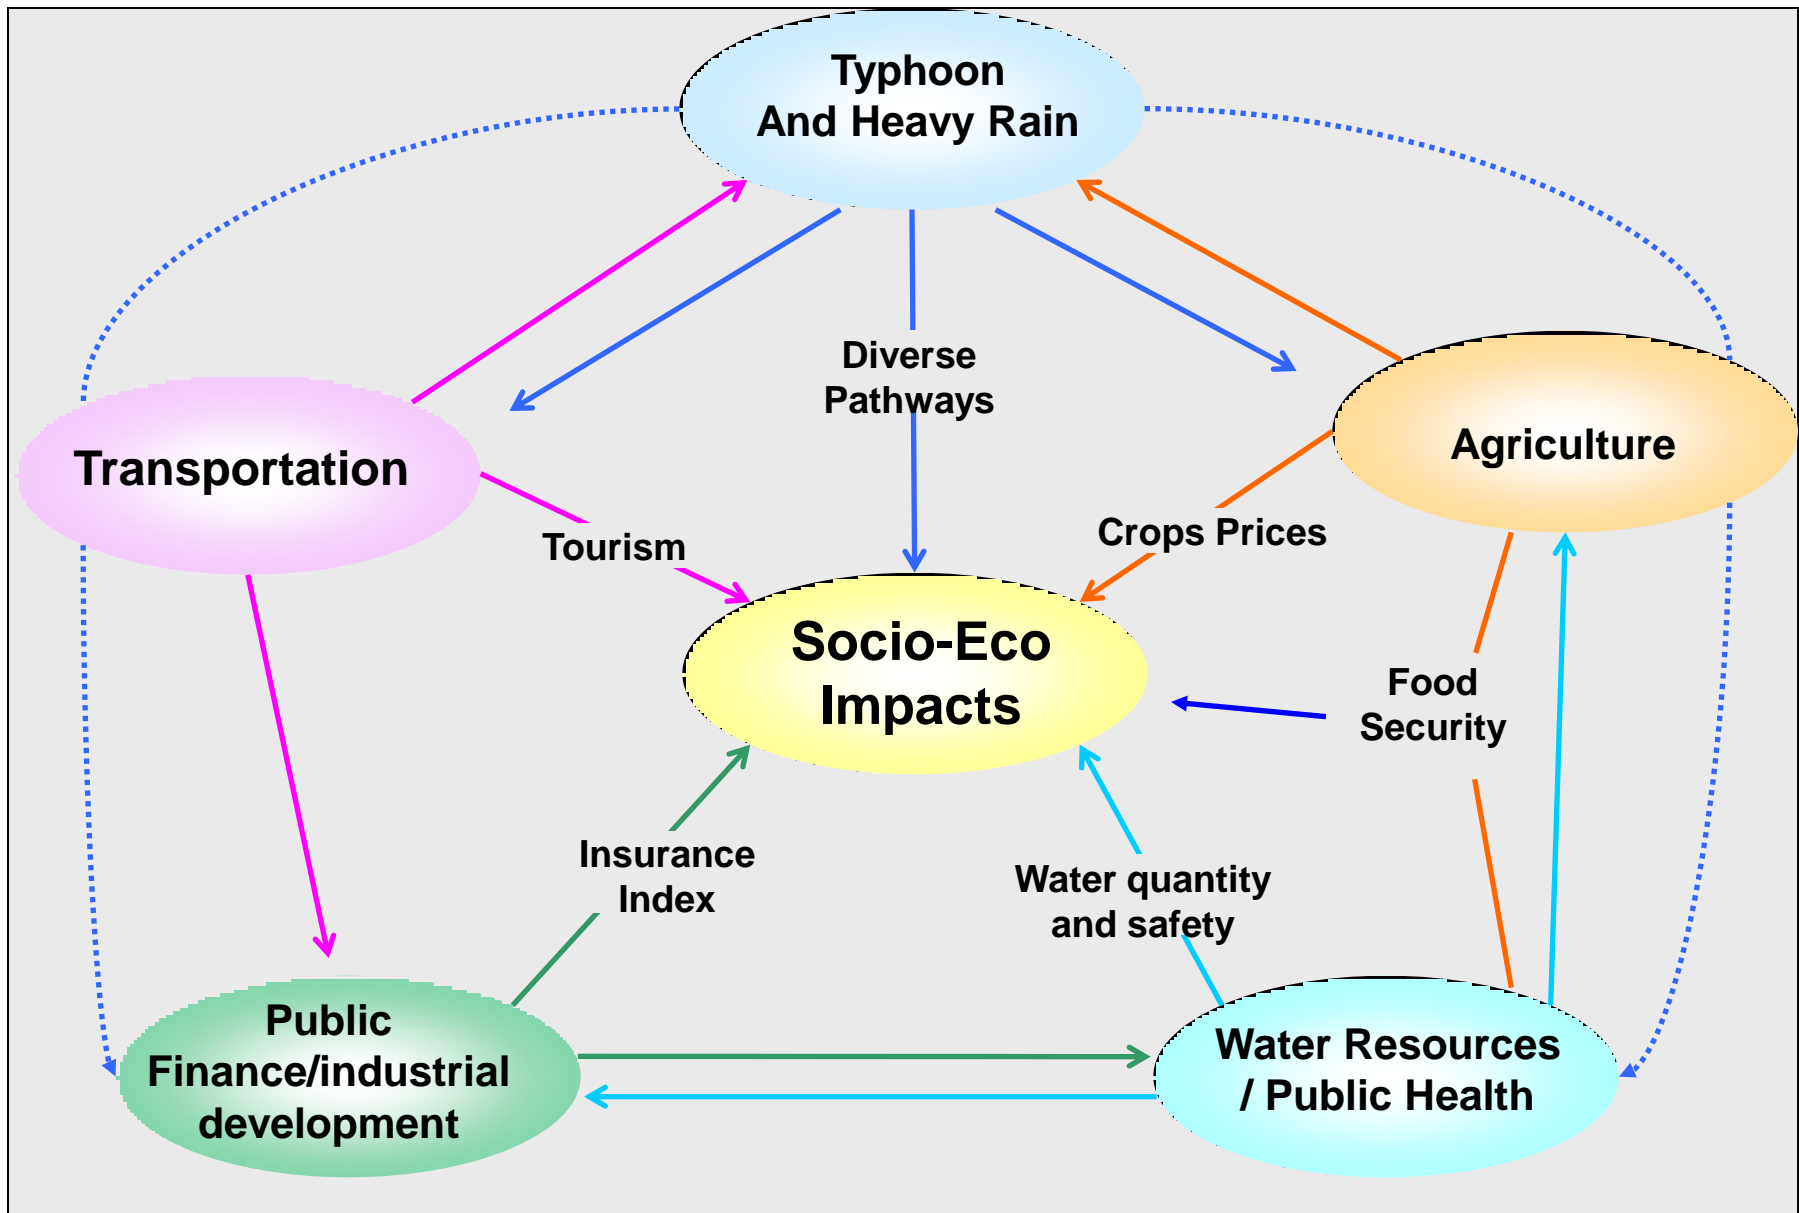 Typhoon
And Heavy Rain
Diverse
Pathways
Transportation
Agriculture
Tourism
Crops Prices
Socio-Eco
Impacts
Food
Security
Insurance
Index
Water quantity
and safety
Public
Finance/industrial
development
Water Resources
/ Public Health